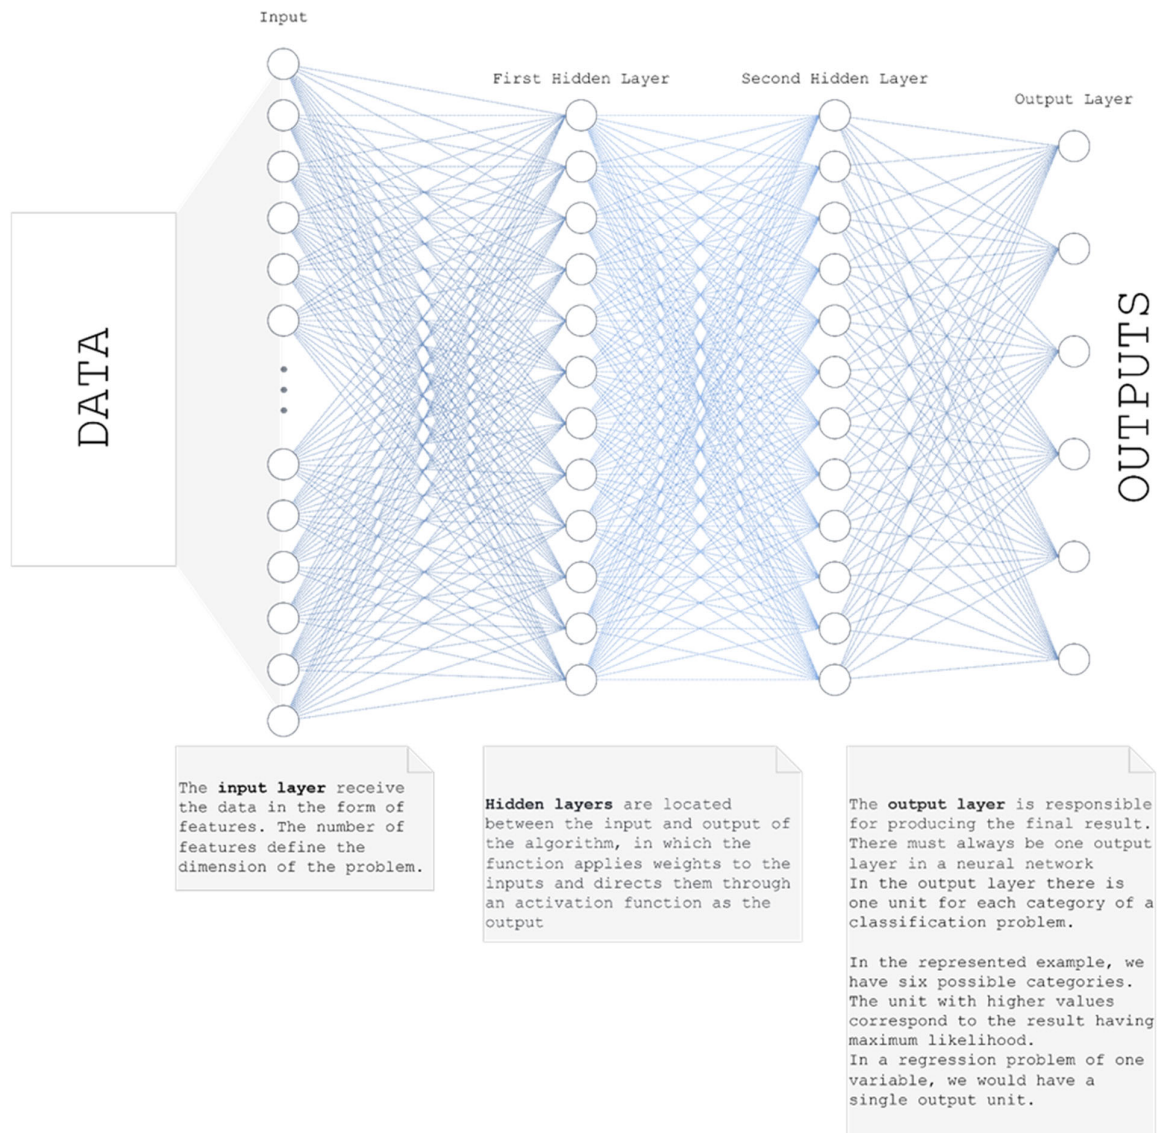 Input
First Hidden Layer
Second Hidden Layer
Output Layer
DATA
OUTPUTS
The input layer receive
the data in the form of
features. The number of
features define the
dimension of the problem.
Hidden layers are located
between the input and output of
the algorithm, in which the
function applies weights to the
inputs and directs them through
an activation function as the
output
The output layer is responsible
for producing the final result.
There must always be one output
layer in a neural network
In the output layer there is
one unit for each category of a
classification problem.
In the represented example, we
have six possible categories.
The unit with higher values
correspond to the result having
maximum likelihood.
In a regression problem of one
variable, we would have a
single output unit.